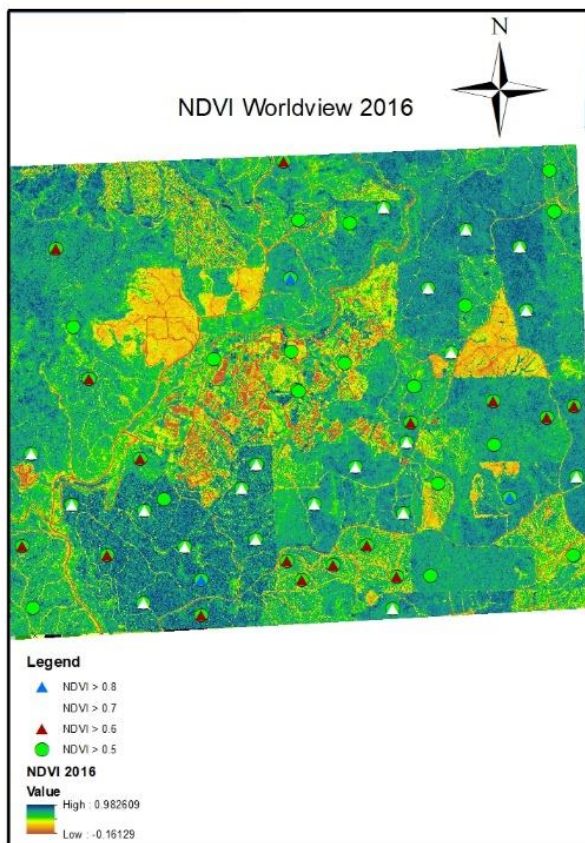 N
NDVI Worldview 2016
Legend
NDVI > 0.8
NDVI > 0.7
NDVI > 0.6
NDVI > 0.5
NDVI 2016
Value
High : 0.982609
Low : -0.16129